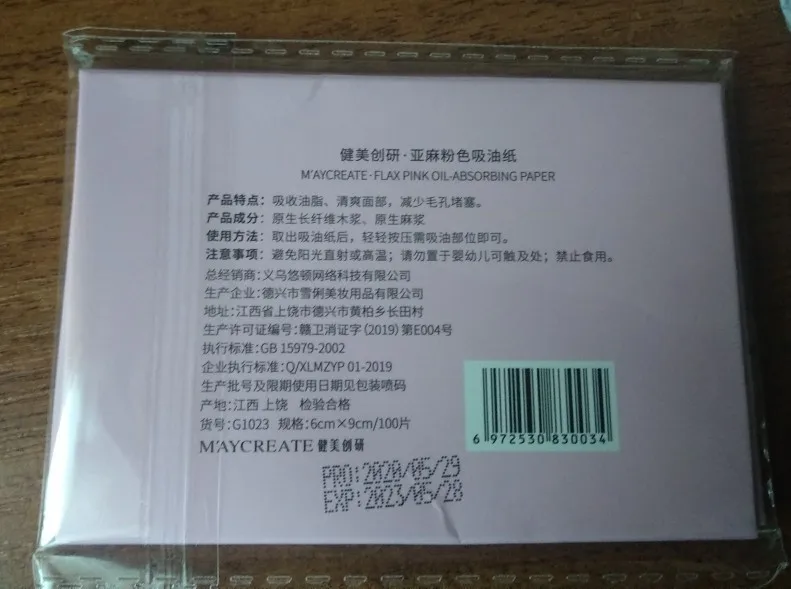 健美创研·亚麻粉色吸油纸
M'AYCREATE·FLAX PINK OIL-ABSORBING PAPER
产品特点：吸收油脂、清爽面部，减少毛孔堵塞。
产品成分：原生长纤维木浆、原生麻浆
使用方法：取出吸油纸后，轻轻按压需吸油部位即可。
注意事项：避免阳光直射或高温；请勿置于婴幼儿可触及处；禁止食用。
总经销商：义乌悠顿网络科技有限公司
生产企业：德兴市雪俐美妆用品有限公司
地址：江西省上饶市德兴市黄柏乡长田村
生产许可证编号：赣卫消证字（2019）第E004号
执行标准：GB 15979-2002
企业执行标准：Q/XLMZYP 01-2019
生产批号及限期使用日期见包装喷码
产地：江西 上饶 检验合格
货号：G1023 规格：6cm×9cm/100片
M'AYCREATE 健美创研
6 972530 830034
PRO:2020/05/29
EXP:2023/05/28